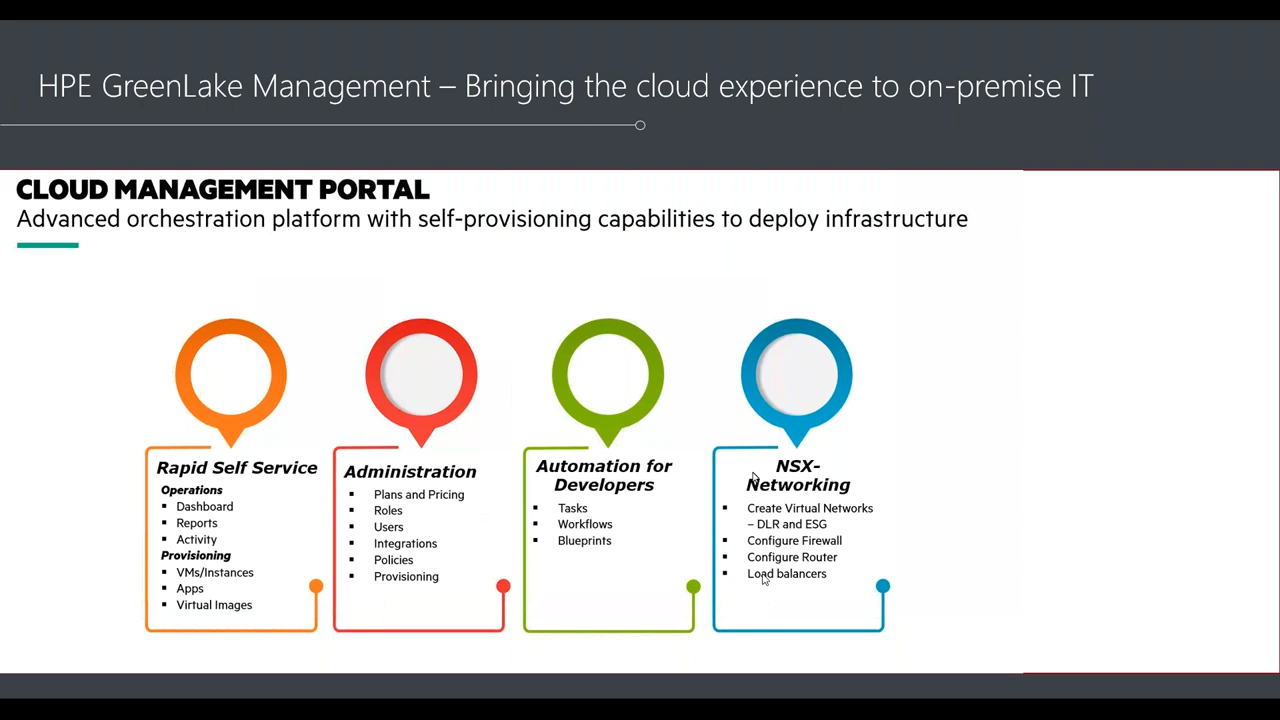 HPE GreenLake Management – Bringing the cloud experience to on-premise IT
CLOUD MANAGEMENT PORTAL
Advanced orchestration platform with self-provisioning capabilities to deploy infrastructure
Rapid Self Service
Operations
▪ Dashboard
▪ Reports
▪ Activity
Provisioning
▪ VMs/Instances
▪ Apps
▪ Virtual Images
Administration
▪ Plans and Pricing
▪ Roles
▪ Users
▪ Integrations
▪ Policies
▪ Provisioning
Automation for
Developers
▪ Tasks
▪ Workflows
▪ Blueprints
NSX-
Networking
▪ Create Virtual Networks
– DLR and ESG
▪ Configure Firewall
▪ Configure Router
▪ Load balancers